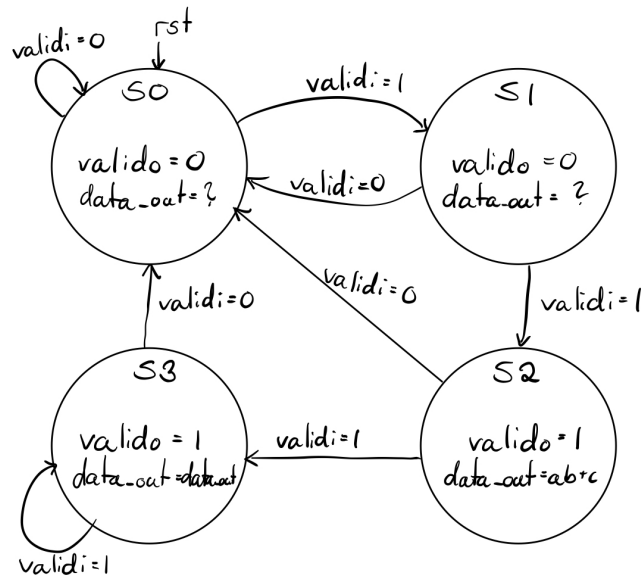 rst
validi=0
S0
valido=0
data_out=?
validi=1
S1
valido=0
data_out=?
validi=0
validi=0
validi=1
validi=0
S3
valido=1
data_out=data_out
validi=1
validi=1
S2
valido=1
data_out=ab+c